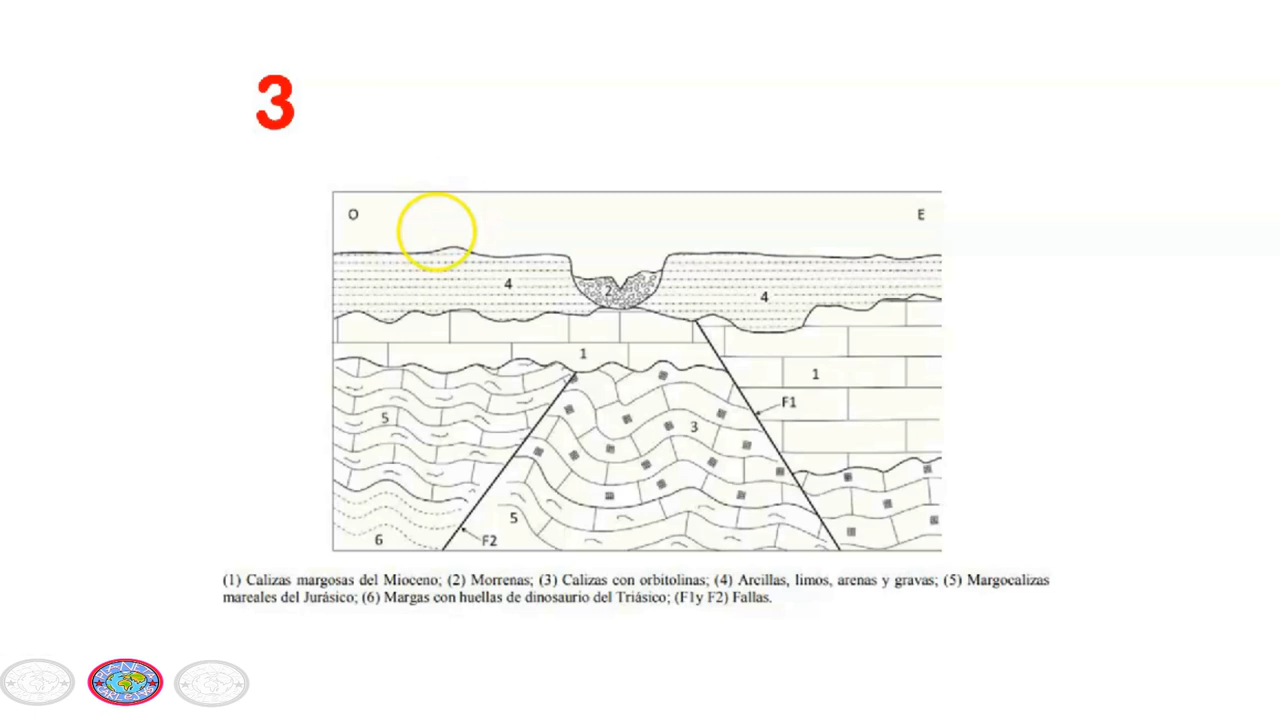 3
O
E
4
2
4
1
1
F1
5
3
5
6
F2
(1) Calizas margosas del Mioceno; (2) Morrenas; (3) Calizas con orbitolinas; (4) Arcillas, limos, arenas y gravas; (5) Margocalizas
mareales del Jurásico; (6) Margas con huellas de dinosaurio del Triásico; (F1y F2) Fallas.
PLANETA
CARLEJVS